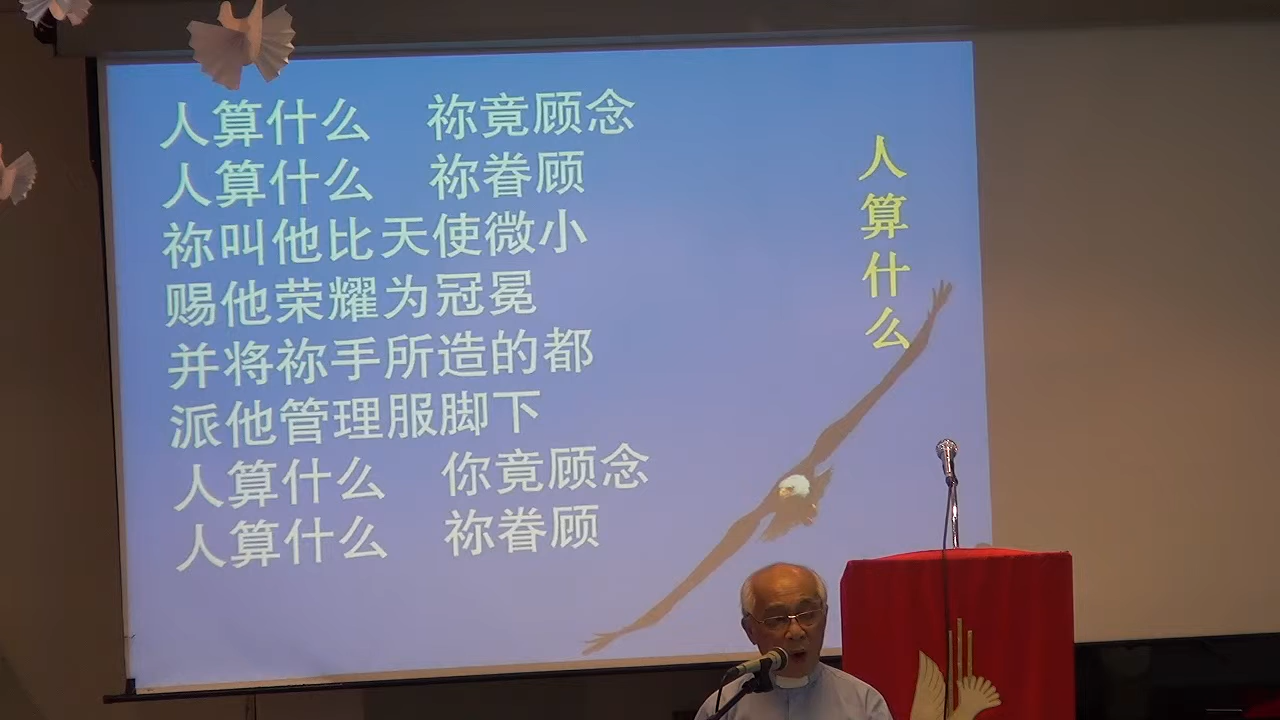 人算什么 祢竟顾念
人算什么 祢眷顾
祢叫他比天使微小
赐他荣耀为冠冕
并将祢手所造的都
派他管理服脚下
人算什么 你竟顾念
人算什么 祢眷顾
人算什么